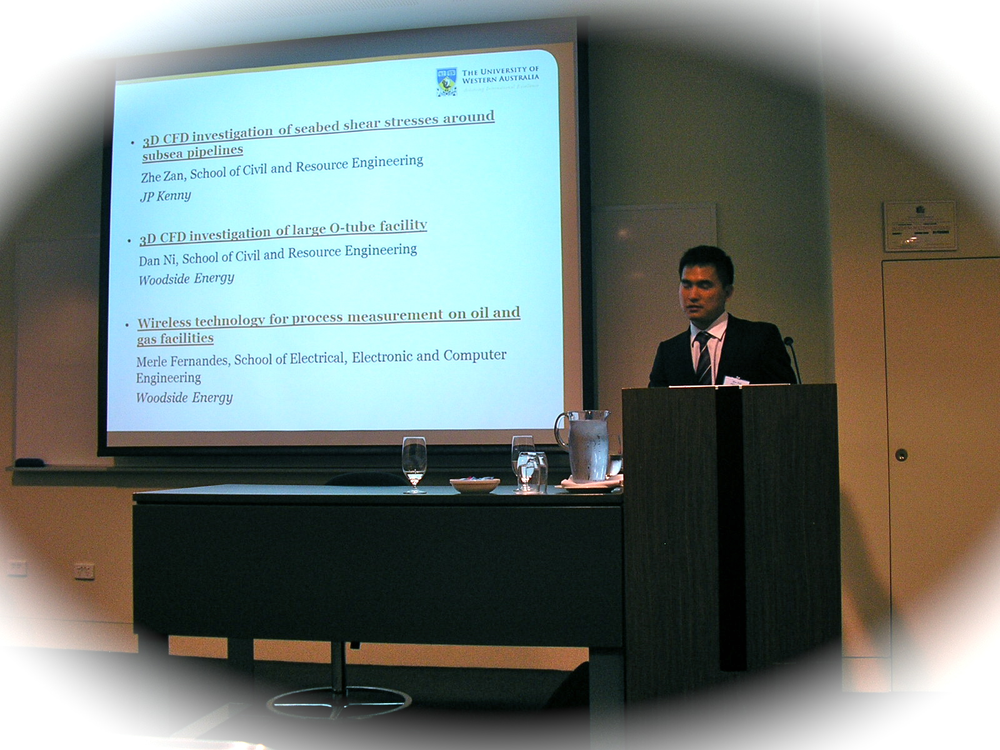 THE UNIVERSITY OF
WESTERN AUSTRALIA
• 3D CFD investigation of seabed shear stresses around
subsea pipelines
Zhe Zan, School of Civil and Resource Engineering
JP Kenny
• 3D CFD investigation of large O-tube facility
Dan Ni, School of Civil and Resource Engineering
Woodside Energy
• Wireless technology for process measurement on oil and
gas facilities
Merle Fernandes, School of Electrical, Electronic and Computer
Engineering
Woodside Energy